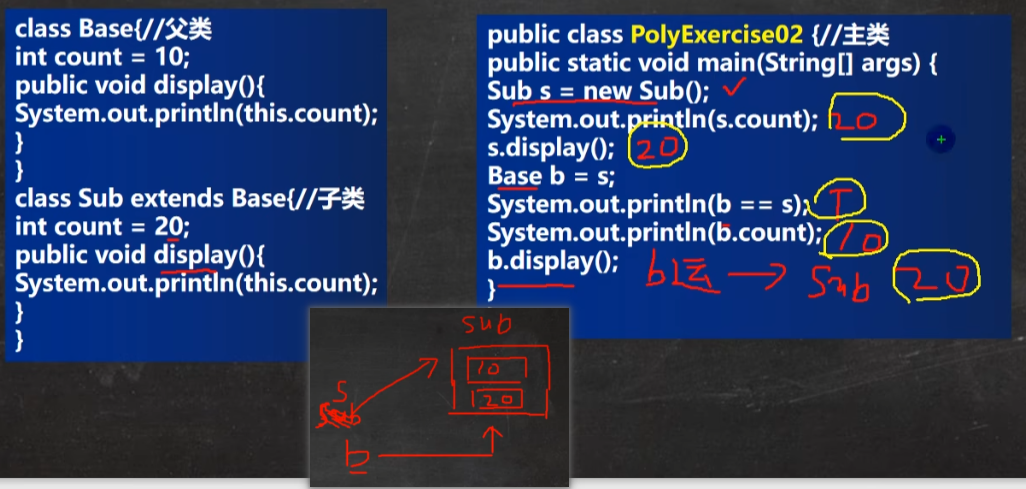 class Base{//父类
int count = 10;
public void display(){
System.out.println(this.count);
}
}
class Sub extends Base{//子类
int count = 20;
public void display(){
System.out.println(this.count);
}
}
public class PolyExercise02 {//主类
public static void main(String[] args) {
Sub s = new Sub();
System.out.println(s.count); 20
s.display(); 20
Base b = s;
System.out.println(b == s); T
System.out.println(b.count); 10
b.display(); b运 → Sub 20
}
sub
10
20
S
b